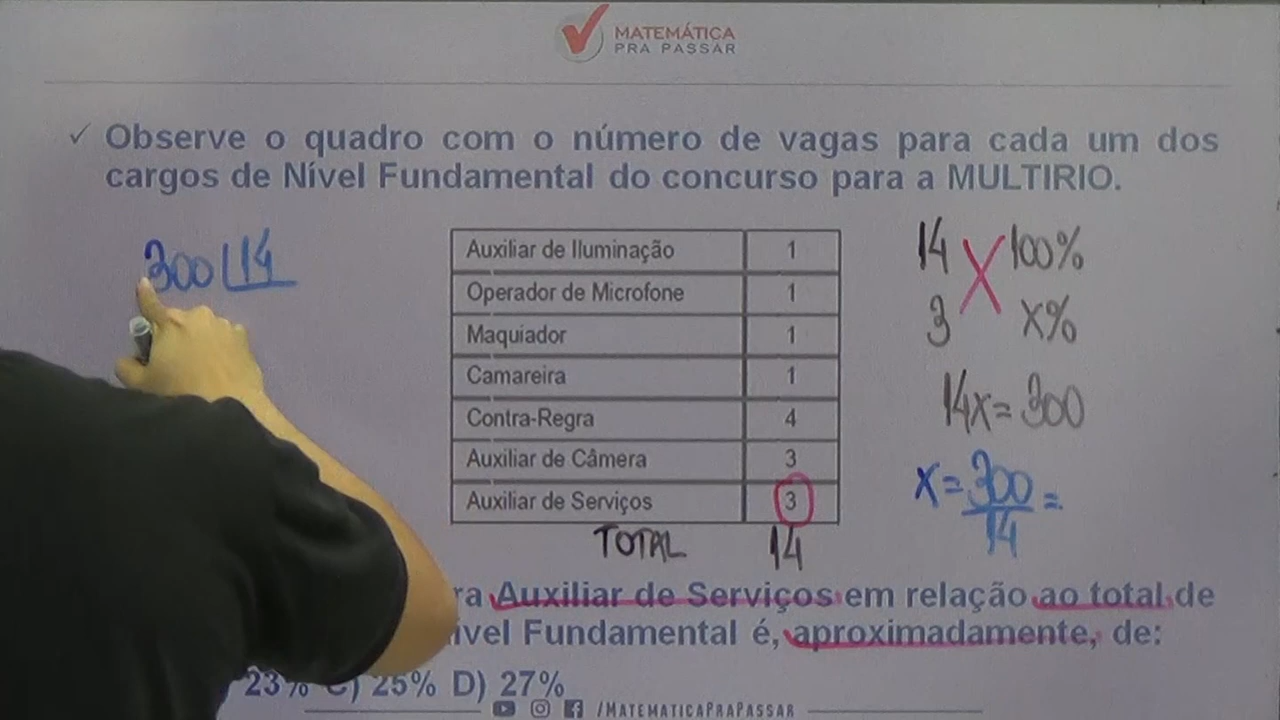 MATEMÁTICA
PRA PASSAR
✓ Observe o quadro com o número de vagas para cada um dos
cargos de Nível Fundamental do concurso para a MULTIRIO.
300 14
Auxiliar de Iluminação 1
Operador de Microfone 1
Maquiador 1
Camareira 1
Contra-Regra 4
Auxiliar de Câmera 3
Auxiliar de Serviços 3
TOTAL 14
14 100%
3 X%
14X=300
X=300/14=
ra Auxiliar de Serviços em relação ao total de
ível Fundamental é, aproximadamente, de:
23% C) 25% D) 27%
/MATEMATICAPRAPASSAR